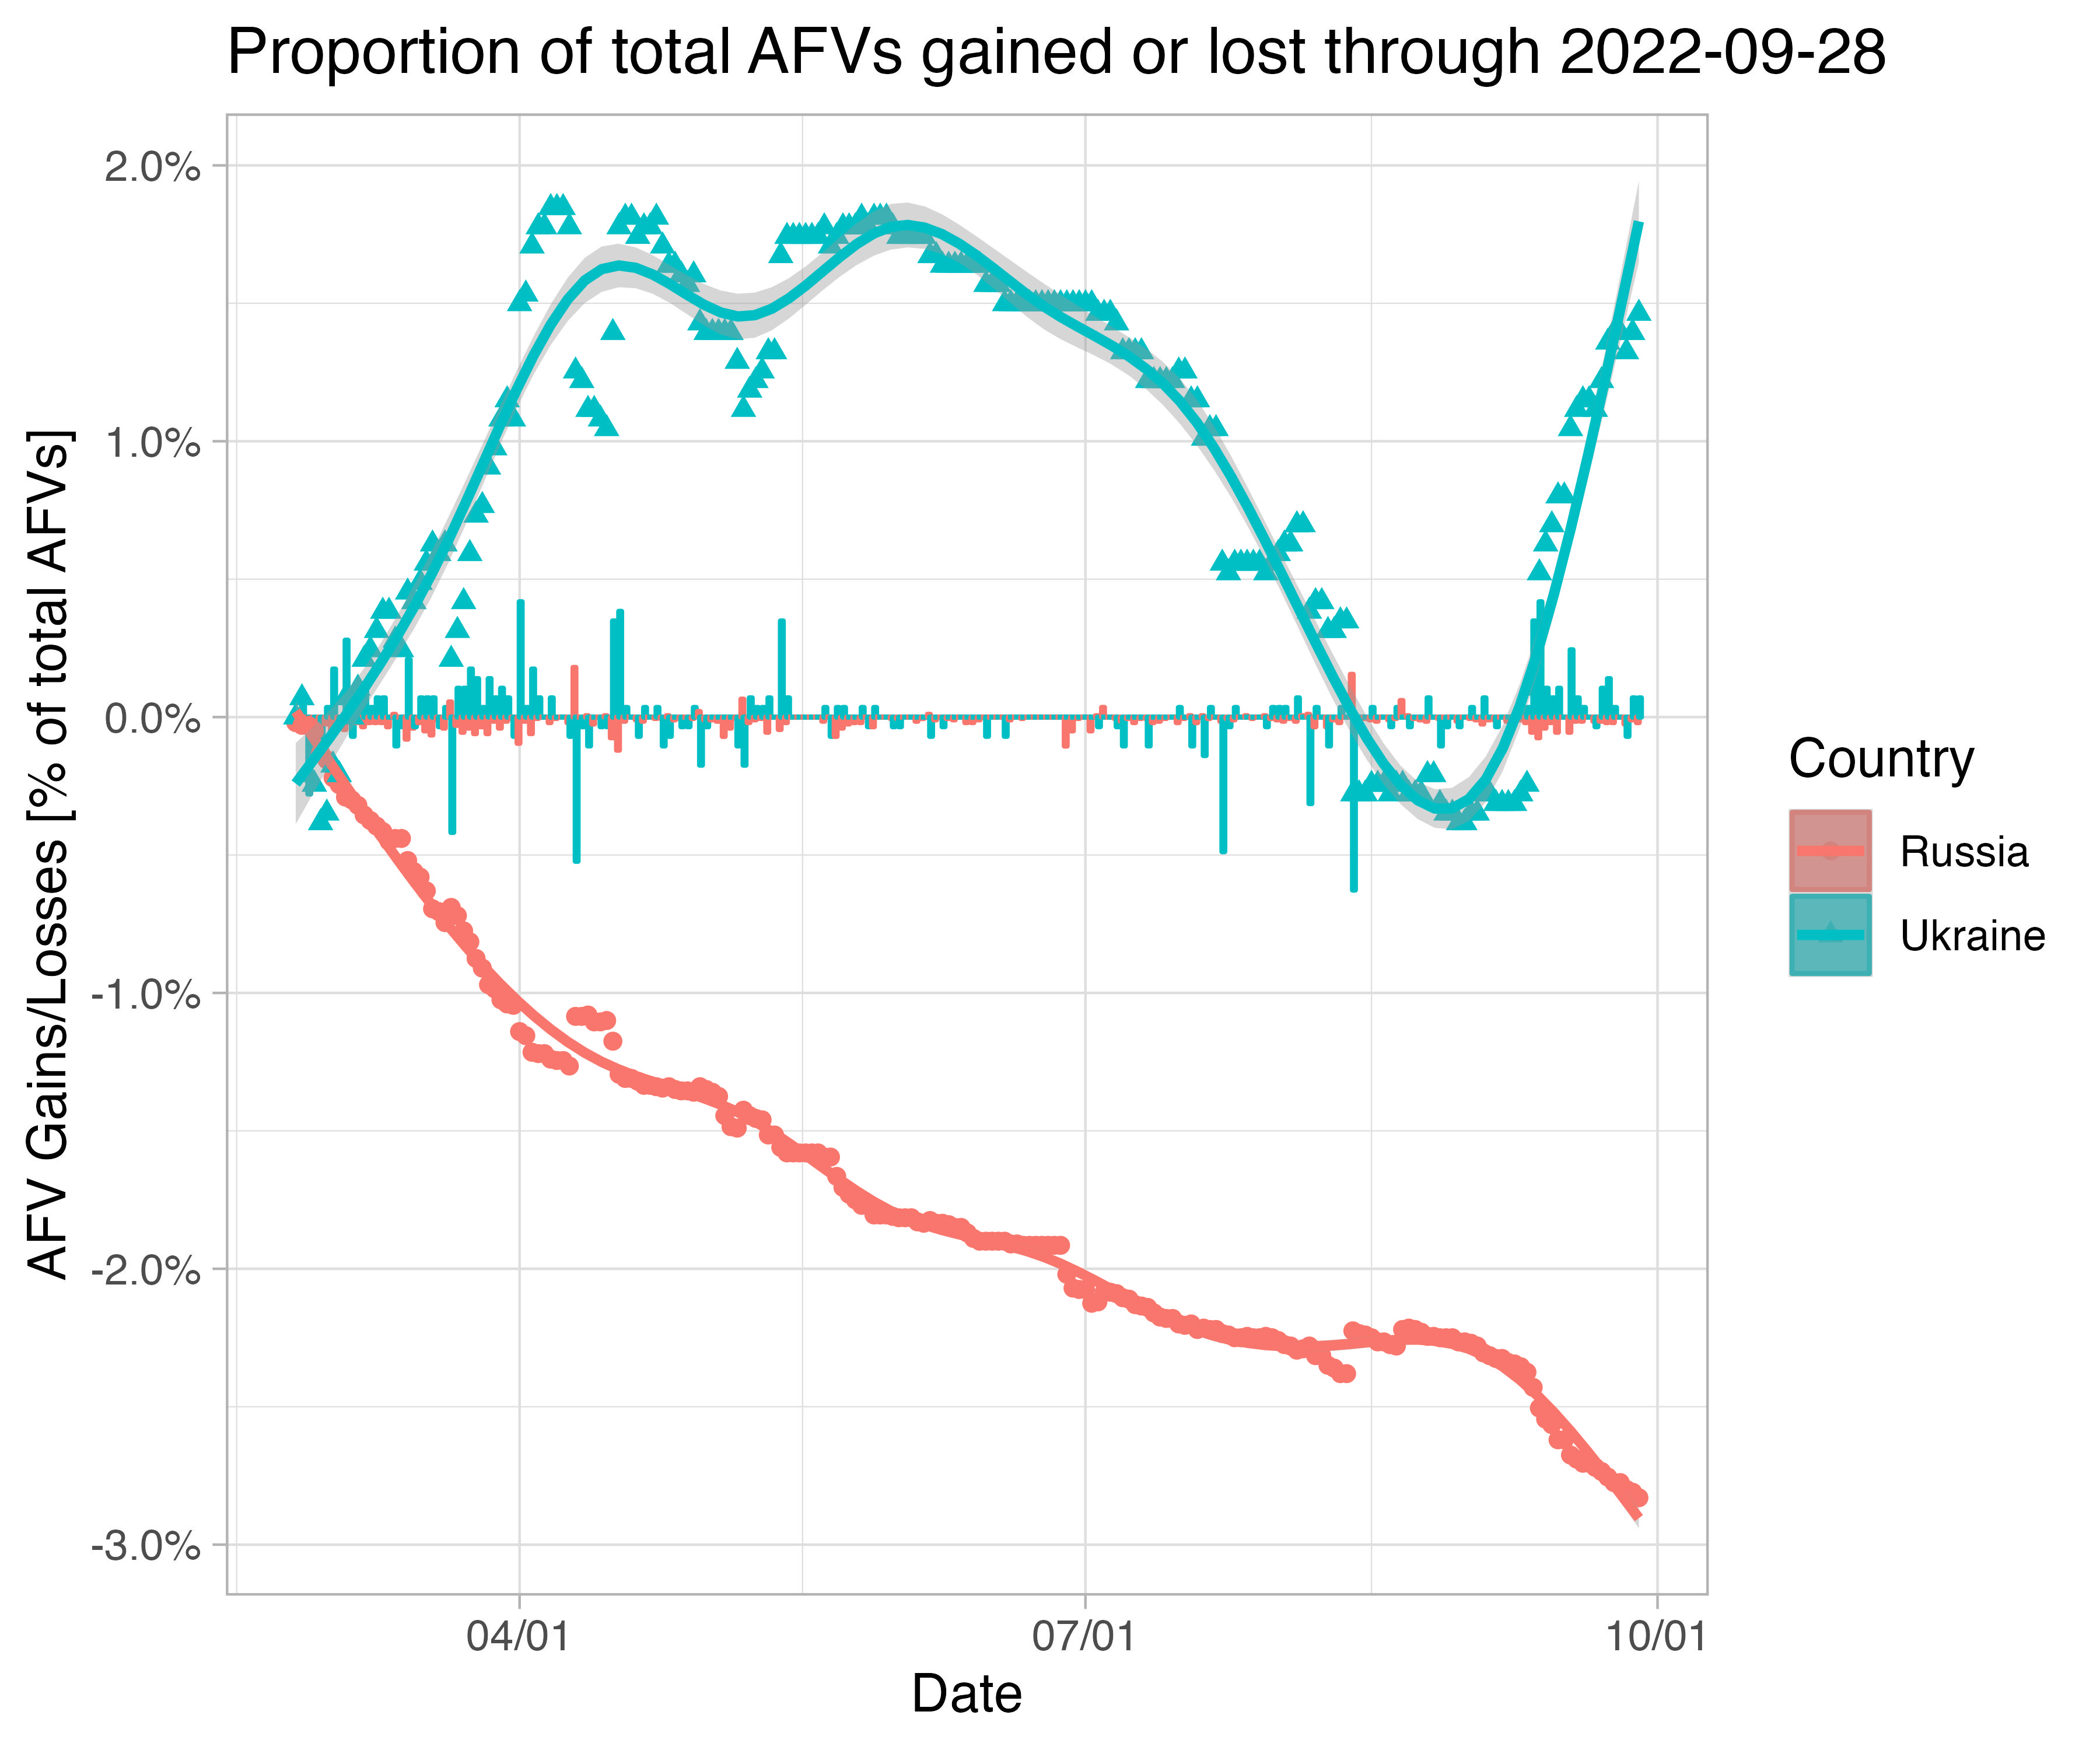 Proportion of total AFVs gained or lost through 2022-09-28
AFV Gains/Losses [% of total AFVs]
2.0%
1.0%
0.0%
-1.0%
-2.0%
-3.0%
04/01
07/01
10/01
Date
Country
Russia
Ukraine